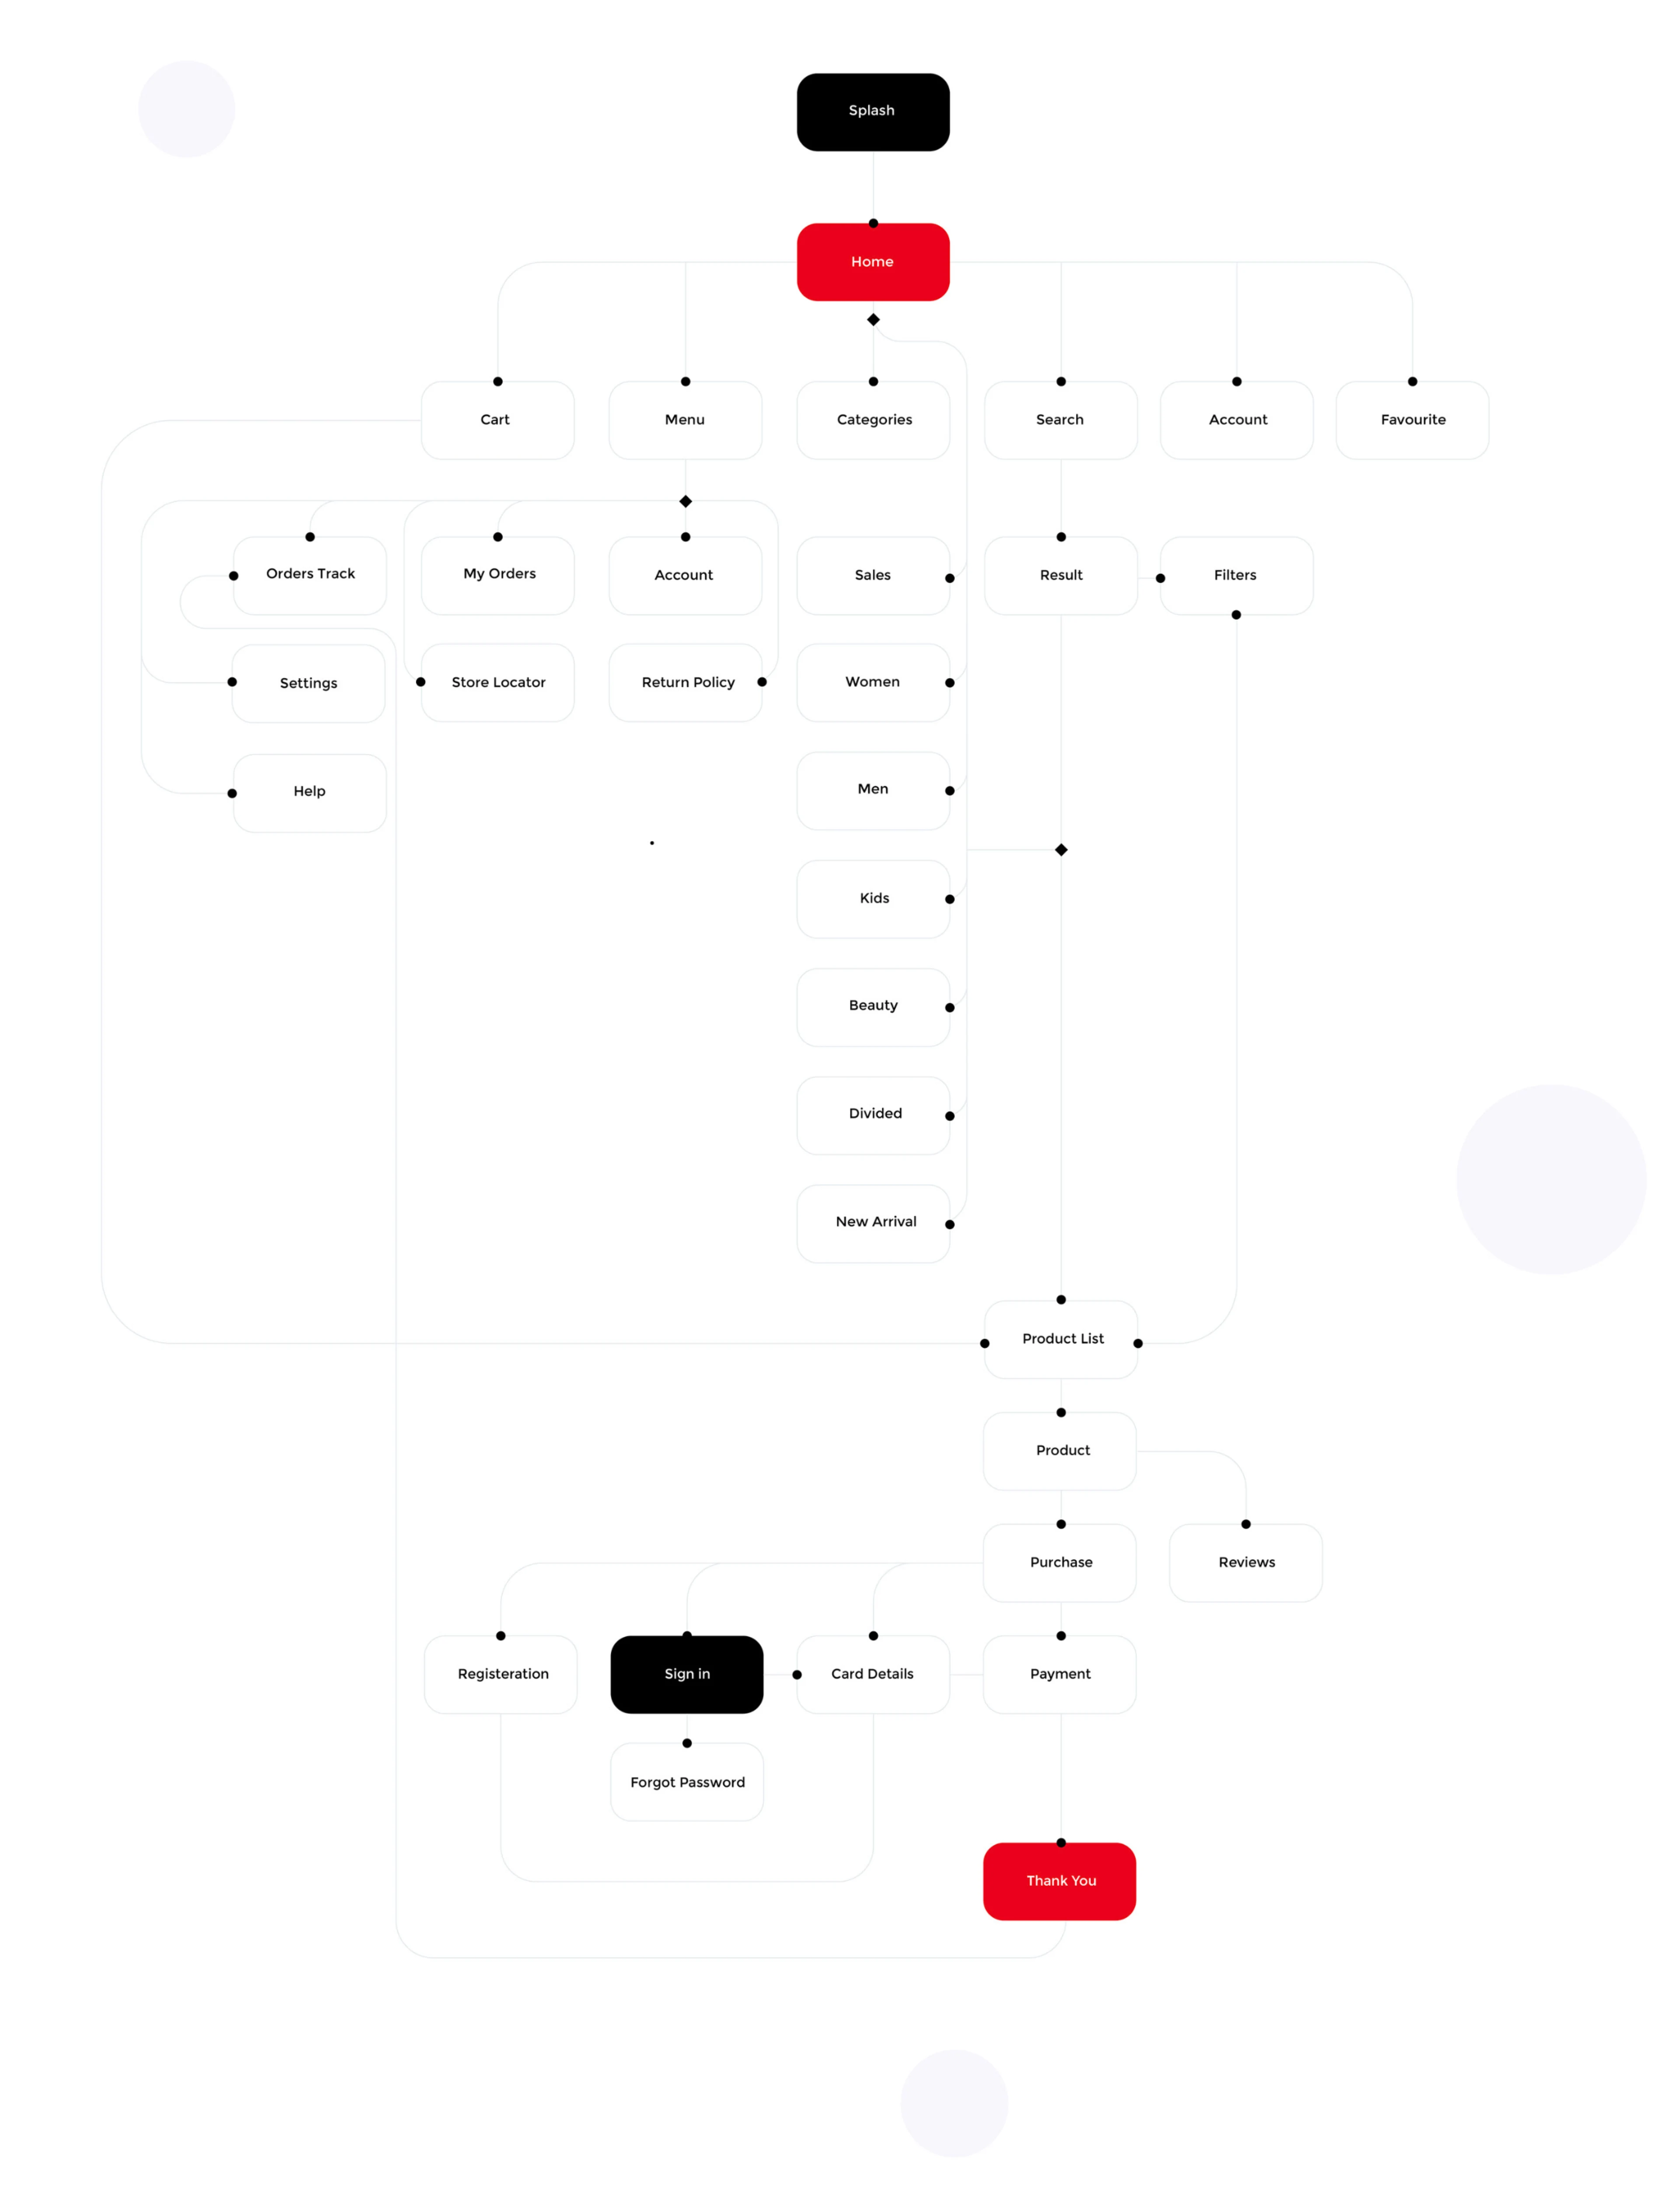 Splash
Home
Cart
Menu
Categories
Search
Account
Favourite
Orders Track
My Orders
Account
Sales
Result
Filters
Settings
Store Locator
Return Policy
Women
Help
Men
Kids
Beauty
Divided
New Arrival
Product List
Product
Purchase
Reviews
Registeration
Sign in
Card Details
Payment
Forgot Password
Thank You